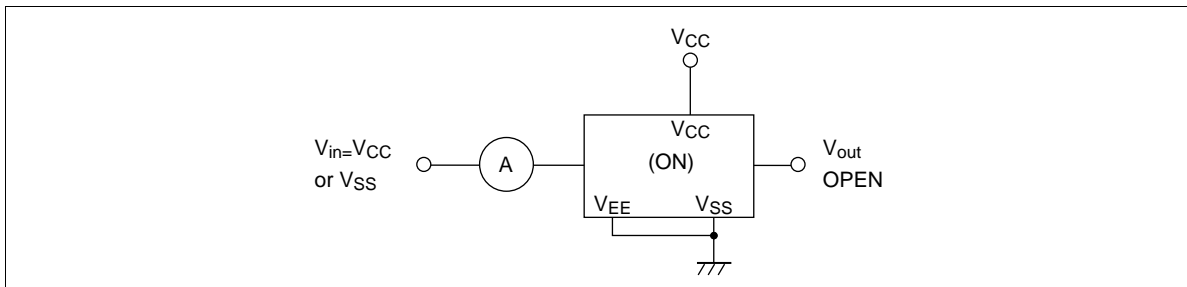 VCC
VCC
Vin=VCC
or VSS
A
(ON)
Vout
OPEN
VEE
VSS